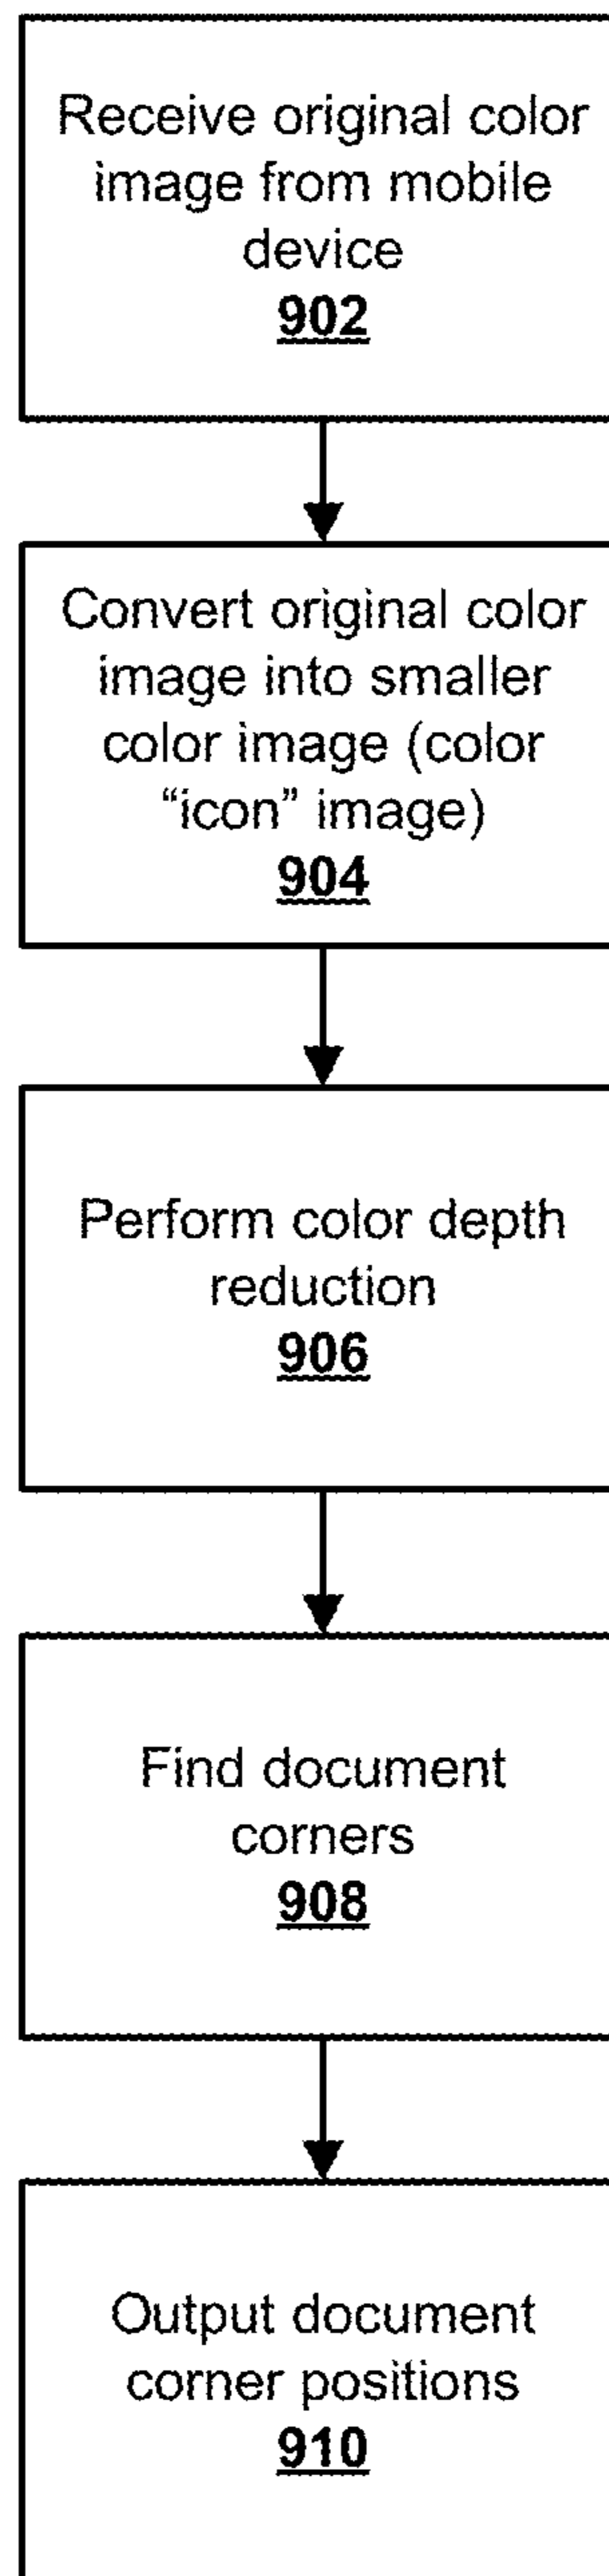 Receive original color
image from mobile
device
902
Convert original color
image into smaller
color image (color
“icon” image)
904
Perform color depth
reduction
906
Find document
corners
908
Output document
corner positions
910